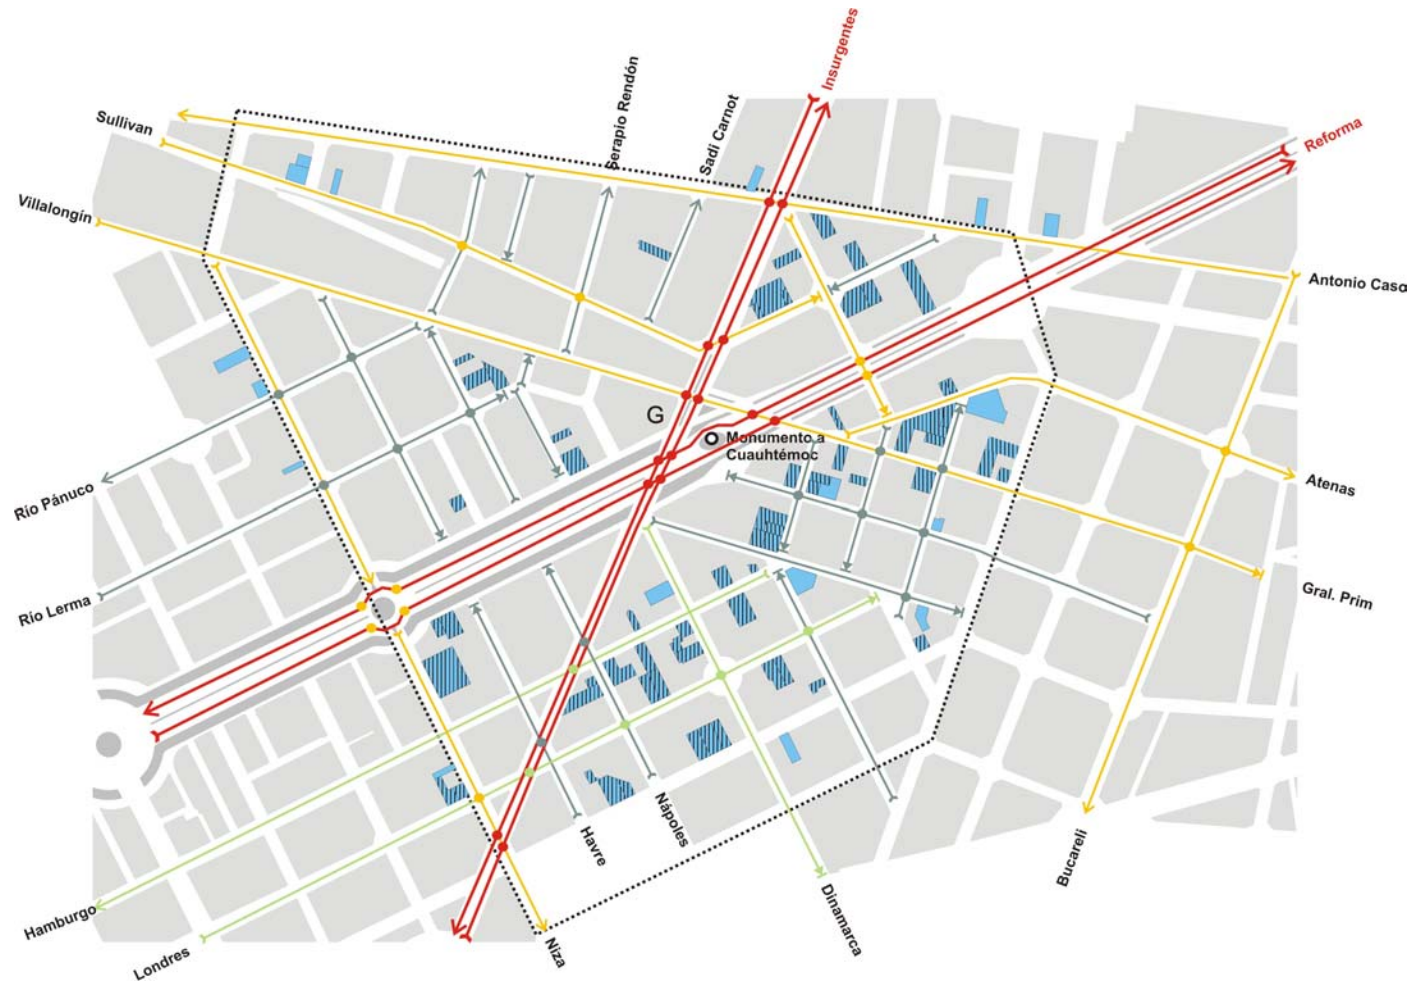 Insurgentes
Serapio Rendón
Sadi Carnot
Sullivan
Reforma
Villalongín
Antonio Caso
G
Monumento a
Cuauhtémoc
Río Pánuco
Atenas
Río Lerma
Gral. Prim
Nápoles
Havre
Bucareli
Dinamarca
Hamburgo
Niza
Londres